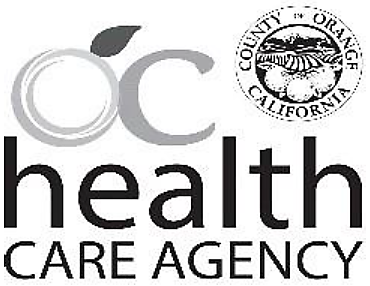 OC
COUNTY OF ORANGE
CALIFORNIA
health
CARE AGENCY